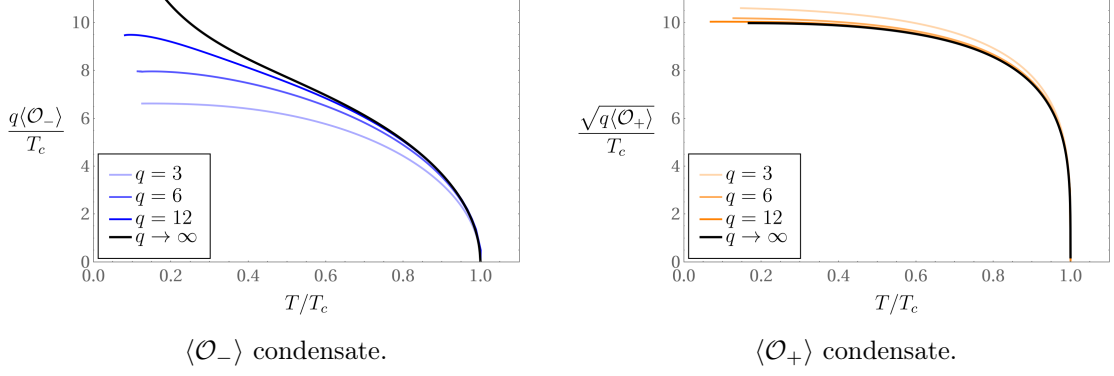 10
8
6
4
2
0
q⟨𝒪₋⟩
T_c
q = 3
q = 6
q = 12
q → ∞
0.0 0.2 0.4 0.6 0.8 1.0
T/T_c
⟨𝒪₋⟩ condensate.
10
8
6
4
2
0
√q⟨𝒪₊⟩
T_c
q = 3
q = 6
q = 12
q → ∞
0.0 0.2 0.4 0.6 0.8 1.0
T/T_c
⟨𝒪₊⟩ condensate.